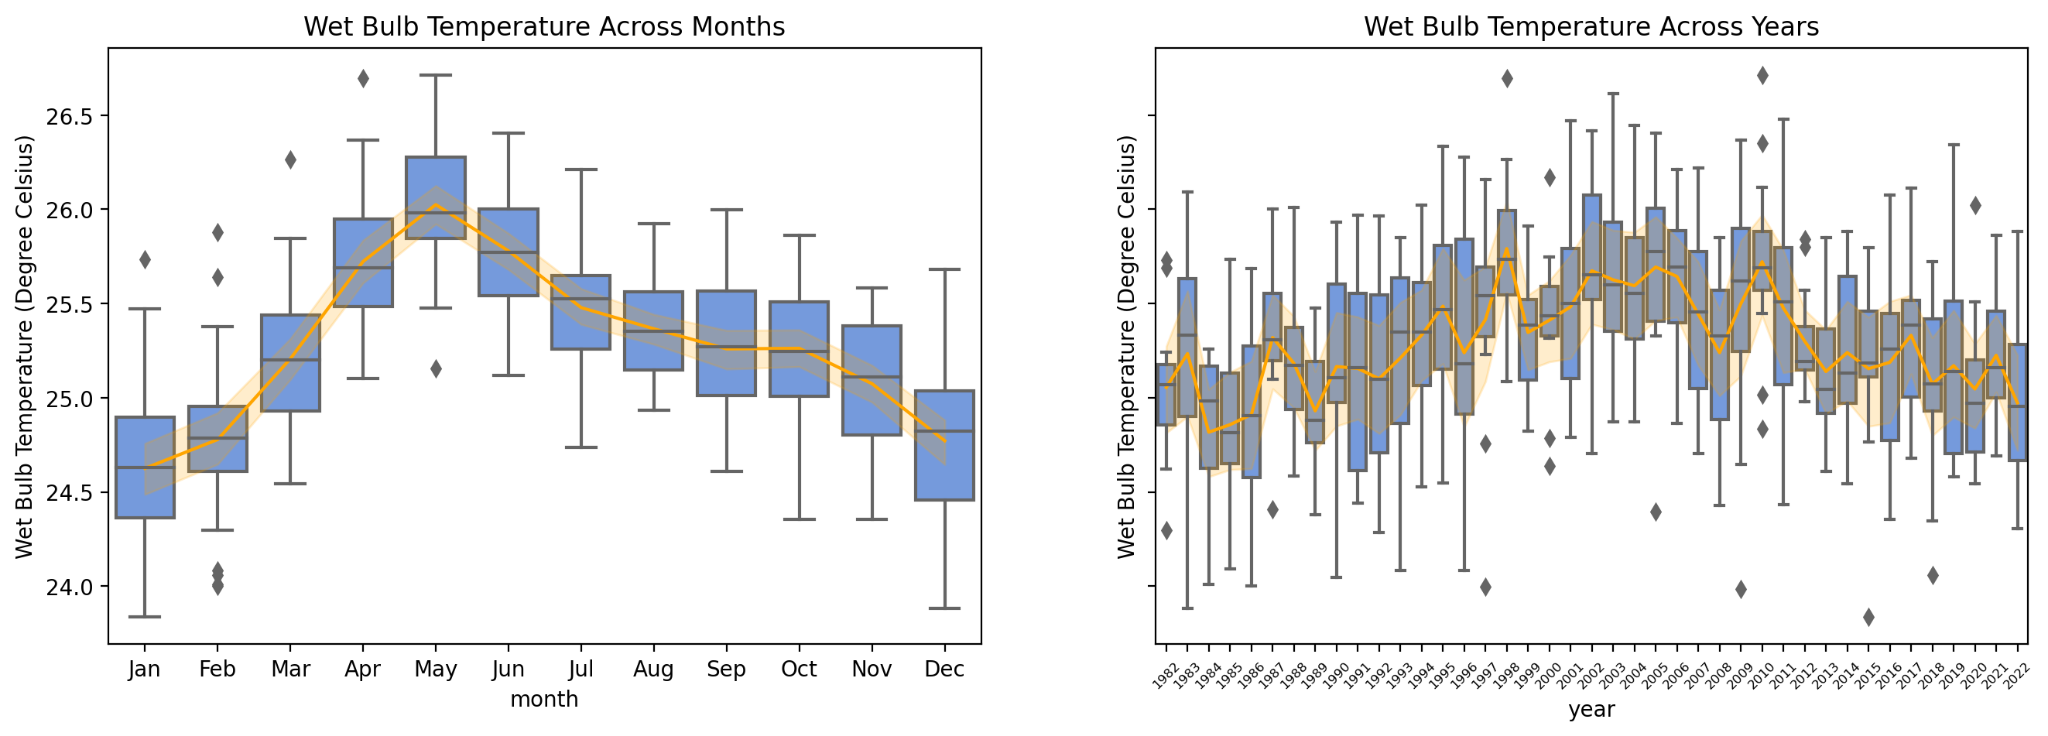 Wet Bulb Temperature Across Months
Wet Bulb Temperature (Degree Celsius)
26.5
26.0
25.5
25.0
24.5
24.0
Jan Feb Mar Apr May Jun Jul Aug Sep Oct Nov Dec
month
Wet Bulb Temperature Across Years
Wet Bulb Temperature (Degree Celsius)
1982 1983 1984 1985 1986 1987 1988 1989 1990 1991 1992 1993 1994 1995 1996 1997 1998 1999 2000 2001 2002 2003 2004 2005 2006 2007 2008 2009 2010 2011 2012 2013 2014 2015 2016 2017 2018 2019 2020 2021 2022
year